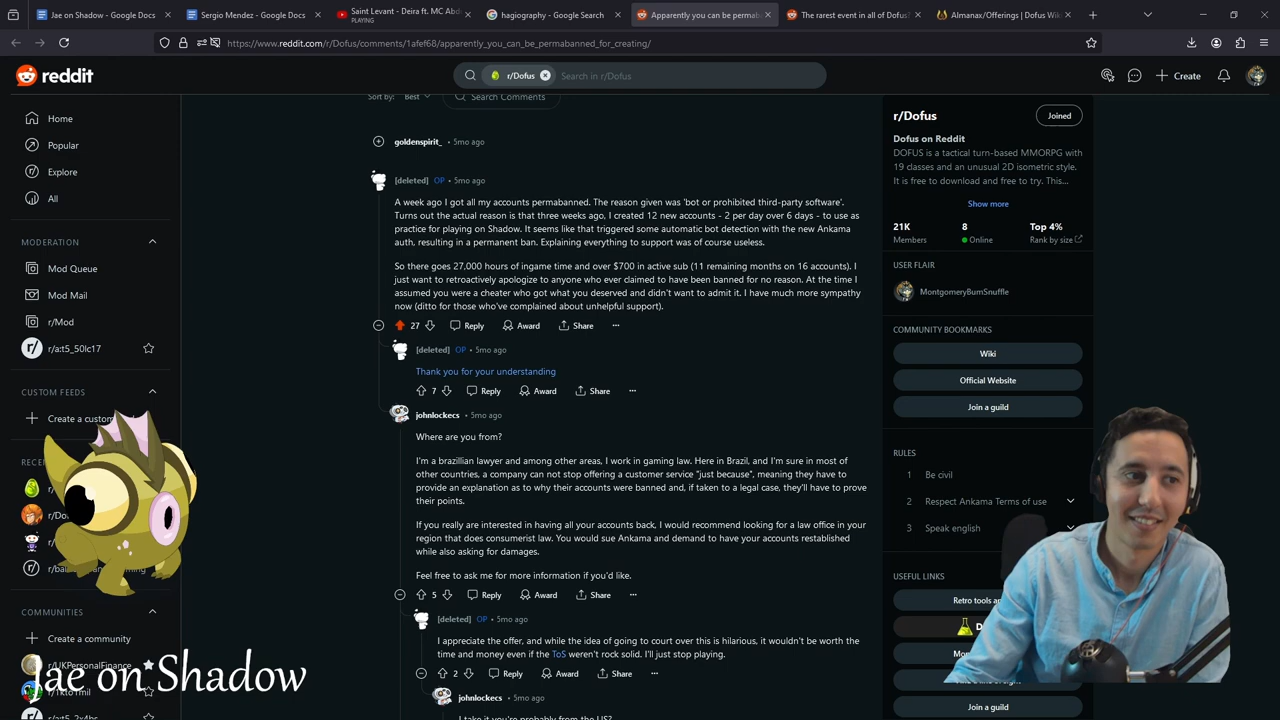 Jae on Shadow - Google Docs
Sergio Mendez - Google Docs
Saint Levant - Deira ft. MC Abd
PLAYING
hagiography - Google Search
Apparently you can be permab
The rarest event in all of Dofus
Almanax/Offerings | Dofus Wiki
https://www.reddit.com/r/Dofus/comments/1afef68/apparently_you_can_be_permabanned_for_creating/
reddit
r/Dofus
Search in r/Dofus
Create
Home
Popular
Explore
All
MODERATION
Mod Queue
Mod Mail
r/Mod
r/a:t5_50lc17
CUSTOM FEEDS
Create a custom
COMMUNITIES
Create a community
r/UKPersonalFinance
Jae on Shadow
Sort by: Best
Search Comments
goldenspirit_ • 5mo ago
[deleted] OP • 5mo ago
A week ago I got all my accounts permabanned. The reason given was 'bot or prohibited third-party software'.
Turns out the actual reason is that three weeks ago, I created 12 new accounts - 2 per day over 6 days - to use as
practice for playing on Shadow. It seems like that triggered some automatic bot detection with the new Ankama
auth, resulting in a permanent ban. Explaining everything to support was of course useless.
So there goes 27,000 hours of ingame time and over $700 in active sub (11 remaining months on 16 accounts). I
just want to retroactively apologize to anyone who ever claimed to have been banned for no reason. At the time I
assumed you were a cheater who got what you deserved and didn't want to admit it. I have much more sympathy
now (ditto for those who've complained about unhelpful support).
27 Reply Award Share
[deleted] OP • 5mo ago
Thank you for your understanding
7 Reply Award Share
johnlockecs • 5mo ago
Where are you from?
I'm a brazillian lawyer and among other areas, I work in gaming law. Here in Brazil, and I'm sure in most of
other countries, a company can not stop offering a customer service "just because", meaning they have to
provide an explanation as to why their accounts were banned and, if taken to a legal case, they'll have to prove
their points.
If you really are interested in having all your accounts back, I would recommend looking for a law office in your
region that does consumerist law. You would sue Ankama and demand to have your accounts restablished
while also asking for damages.
Feel free to ask me for more information if you'd like.
5 Reply Award Share
[deleted] OP • 5mo ago
I appreciate the offer, and while the idea of going to court over this is hilarious, it wouldn't be worth the
time and money even if the ToS weren't rock solid. I'll just stop playing.
2 Reply Award Share
johnlockecs • 5mo ago
I take it you're probably from the US?
r/Dofus
Joined
Dofus on Reddit
DOFUS is a tactical turn-based MMORPG with
19 classes and an unusual 2D isometric style.
It is free to download and free to try. This...
Show more
21K 8 Top 4%
Members Online Rank by size
USER FLAIR
MontgomeryBumSnuffle
COMMUNITY BOOKMARKS
Wiki
Official Website
Join a guild
RULES
1 Be civil
2 Respect Ankama Terms of use
3 Speak english
USEFUL LINKS
Retro tools
Join a guild